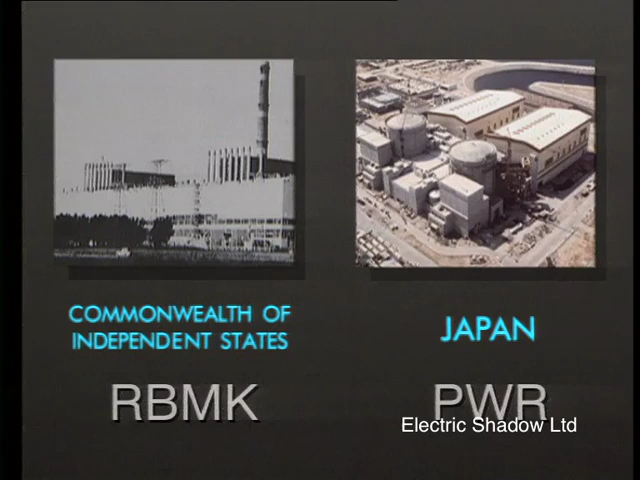 COMMONWEALTH OF
INDEPENDENT STATES
JAPAN
RBMK
PWR
Electric Shadow Ltd